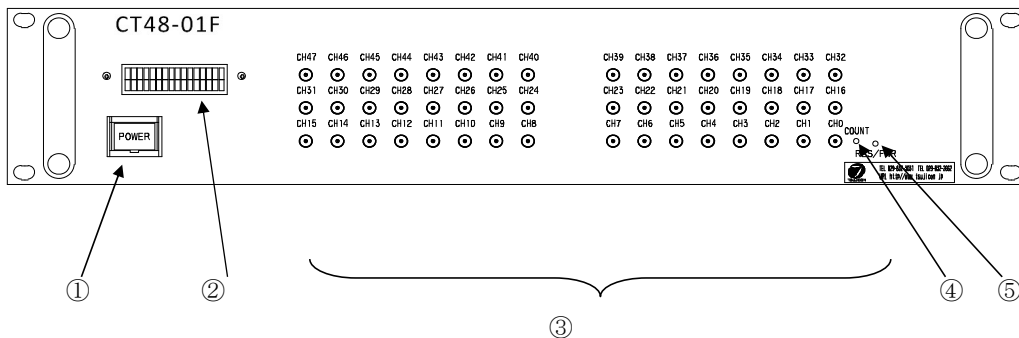 CT48-01F
CH47 CH46 CH45 CH44 CH43 CH42 CH41 CH40 CH39 CH38 CH37 CH36 CH35 CH34 CH33 CH32
CH31 CH30 CH29 CH28 CH27 CH26 CH25 CH24 CH23 CH22 CH21 CH20 CH19 CH18 CH17 CH16
POWER
CH15 CH14 CH13 CH12 CH11 CH10 CH9 CH8 CH7 CH6 CH5 CH4 CH3 CH2 CH1 CH0
COUNT
① ② ④ ⑤
③